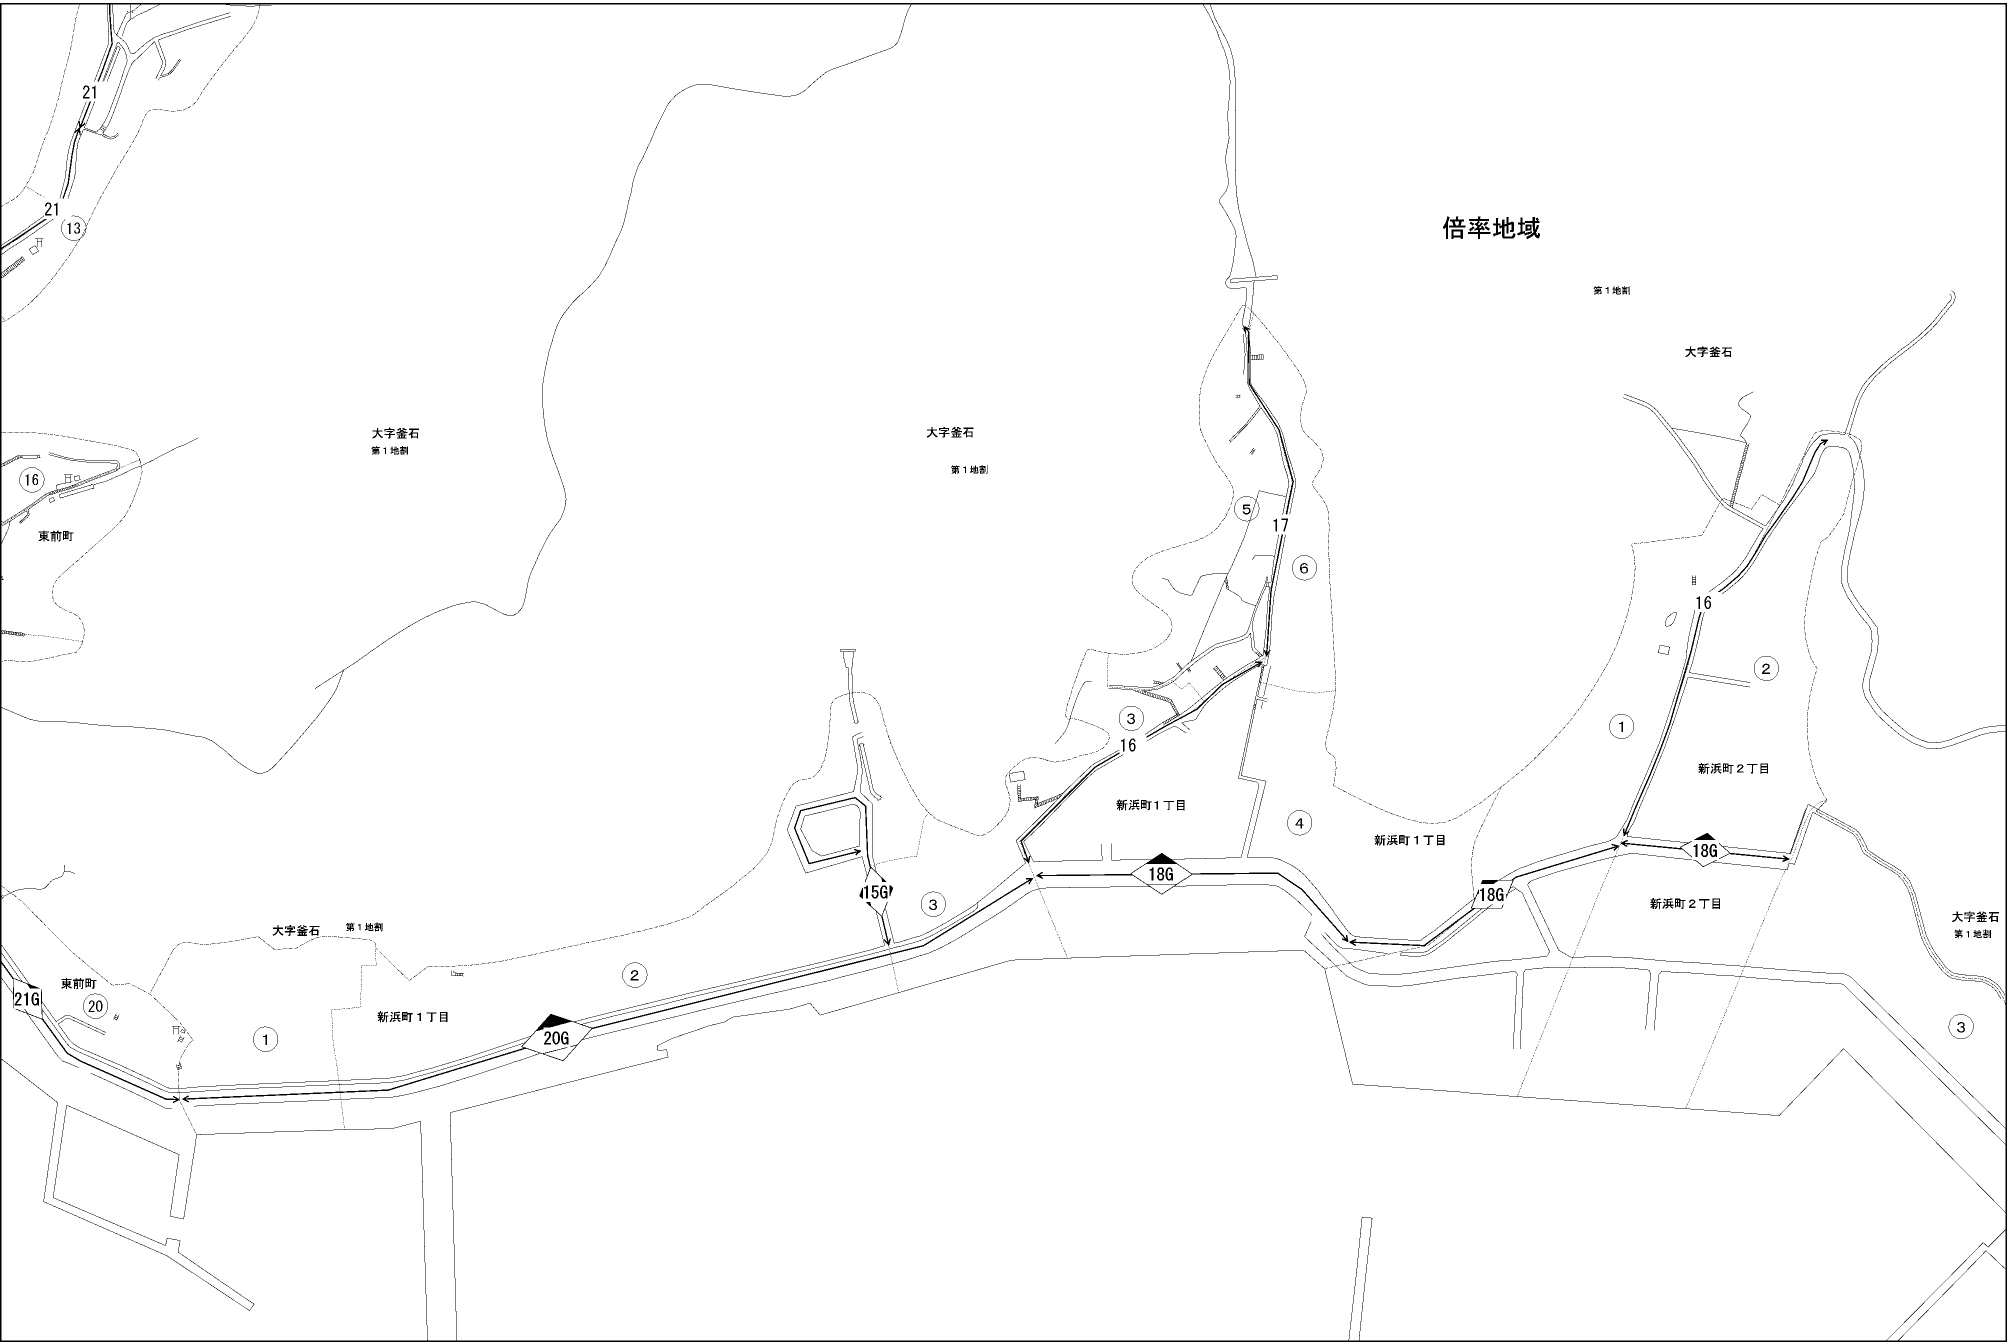 21
21
⑬
倍率地域
第１地割
大字釜石
大字釜石
第１地割
大字釜石
第１地割
⑯
東前町
⑤
17
⑥
16
②
①
③
16
新浜町２丁目
新浜町１丁目
④
新浜町１丁目
18G
18G
18G
15G
③
新浜町２丁目
大字釜石
第１地割
大字釜石
第１地割
②
東前町
21G
⑳
新浜町１丁目
①
20G
③